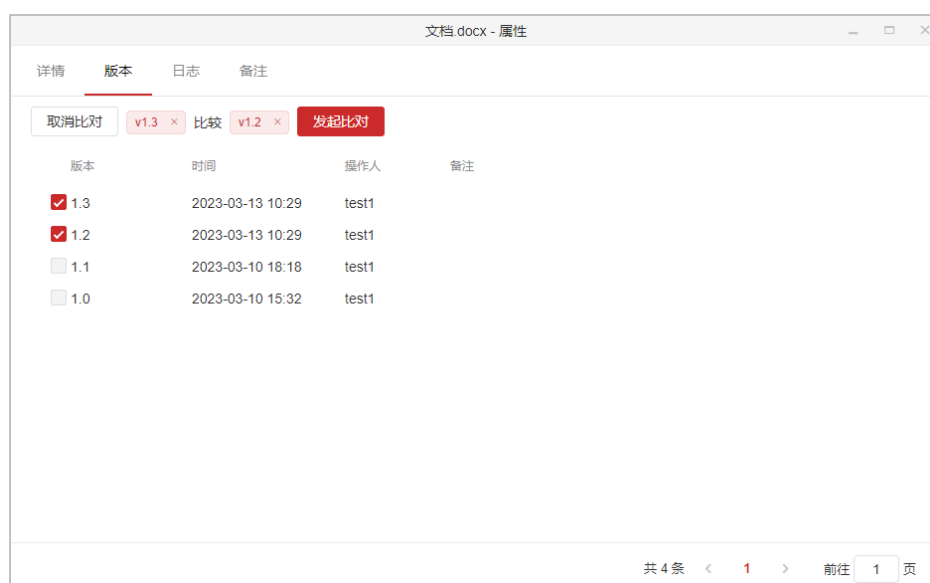 文档.docx - 属性
详情 版本 日志 备注
取消比对 v1.3 × 比较 v1.2 × 发起比对
版本 时间 操作人 备注
1.3 2023-03-13 10:29 test1
1.2 2023-03-13 10:29 test1
1.1 2023-03-10 18:18 test1
1.0 2023-03-10 15:32 test1
共 4 条 < 1 > 前往 1 页